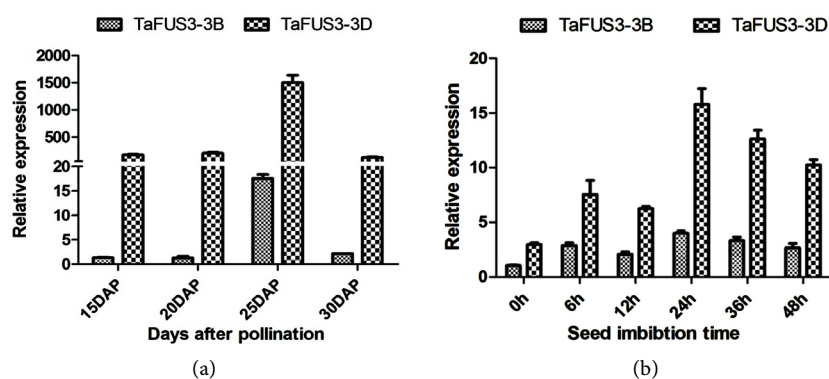 TaFUS3-3B TaFUS3-3D
Relative expression
2000
1500
1000
500
20
15
10
5
0
15DAP 20DAP 25DAP 30DAP
Days after pollination
(a)
TaFUS3-3B TaFUS3-3D
Relative expression
20
15
10
5
0
0h 6h 12h 24h 36h 48h
Seed imbibtion time
(b)